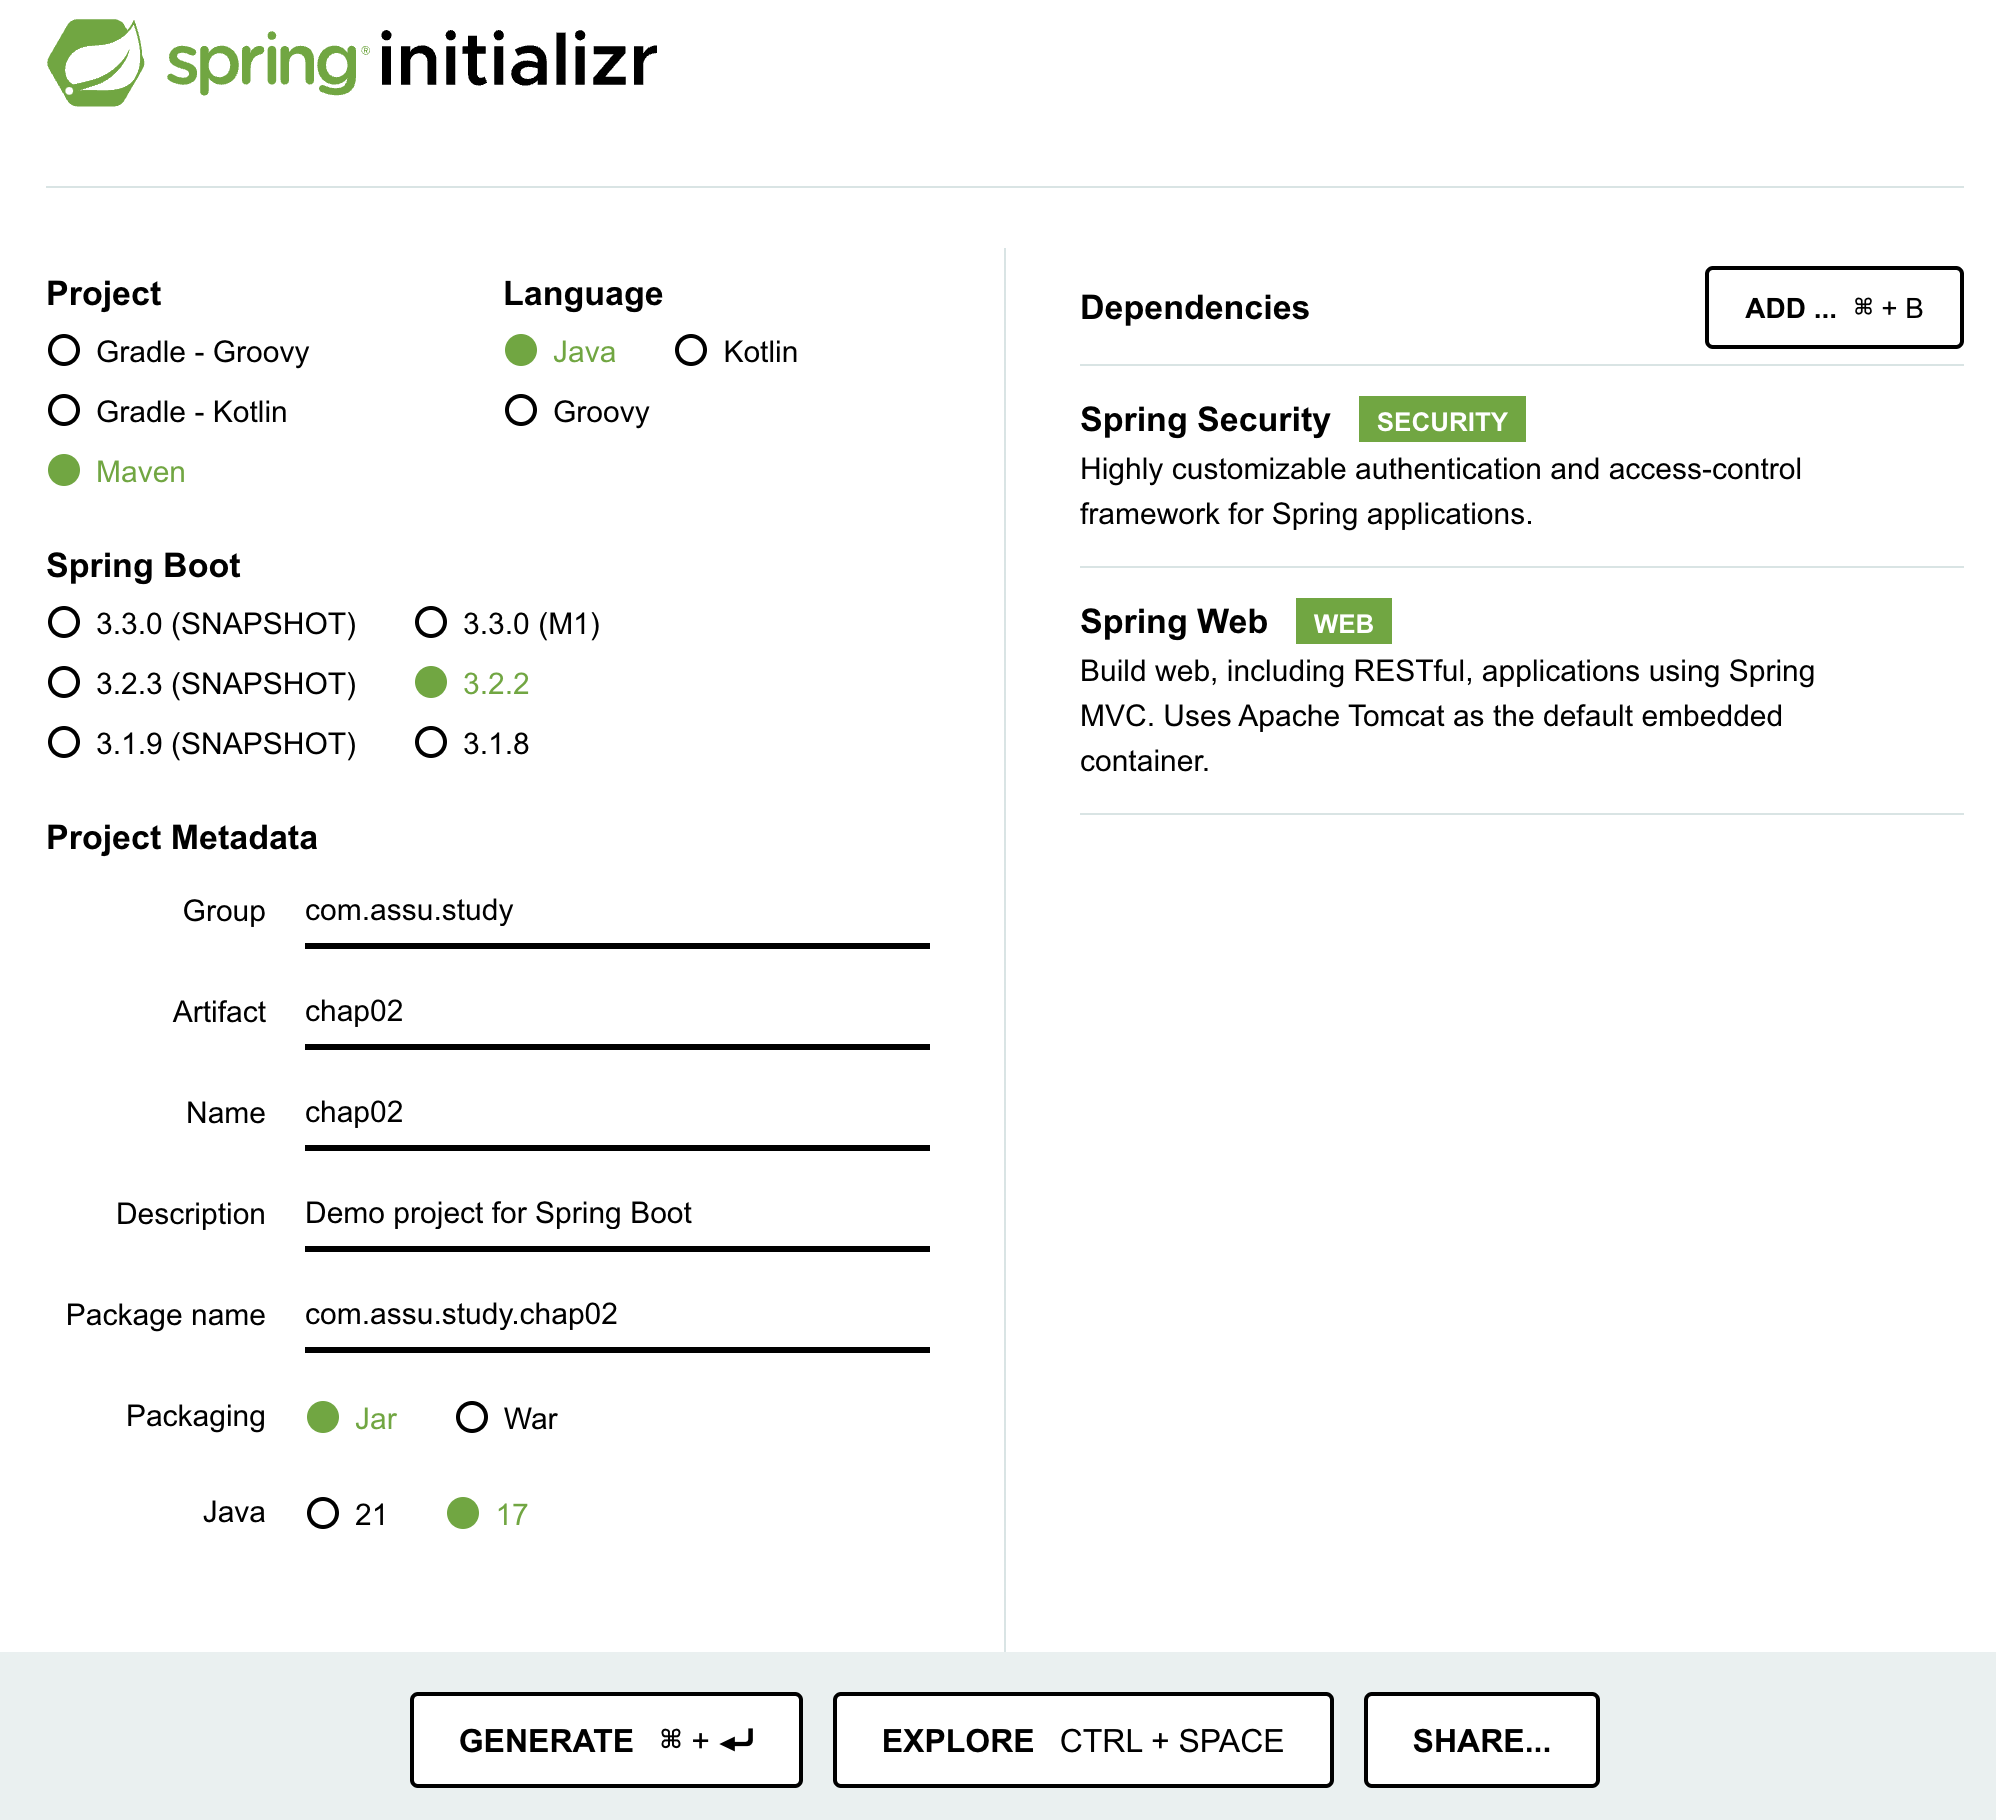 spring® initializr
Project
Gradle - Groovy
Gradle - Kotlin
Maven
Language
Java Kotlin
Groovy
Spring Boot
3.3.0 (SNAPSHOT) 3.3.0 (M1)
3.2.3 (SNAPSHOT) 3.2.2
3.1.9 (SNAPSHOT) 3.1.8
Project Metadata
Group com.assu.study
Artifact chap02
Name chap02
Description Demo project for Spring Boot
Package name com.assu.study.chap02
Packaging Jar War
Java 21 17
Dependencies
ADD ... ⌘ + B
Spring Security SECURITY
Highly customizable authentication and access-control
framework for Spring applications.
Spring Web WEB
Build web, including RESTful, applications using Spring
MVC. Uses Apache Tomcat as the default embedded
container.
GENERATE ⌘ + ⏎
EXPLORE CTRL + SPACE
SHARE...